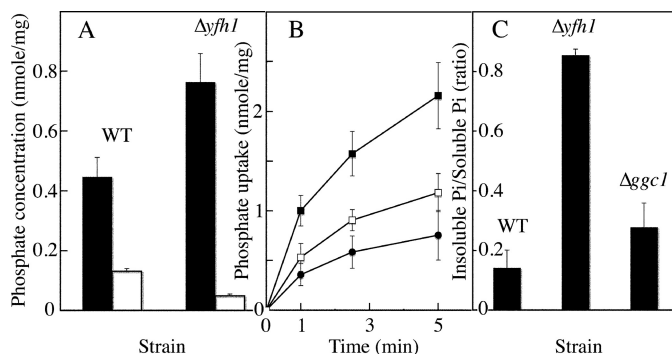 A
Phosphate concentration (nmole/mg)
0.8
0.6
0.4
0.2
0
WT
Δyfh1
Strain
B
Phosphate uptake (nmole/mg)
2
1
0
0
1
3
5
Time (min)
C
Insoluble Pi/Soluble Pi (ratio)
0.8
0.6
0.4
0.2
0
WT
Δyfh1
Δggc1
Strain